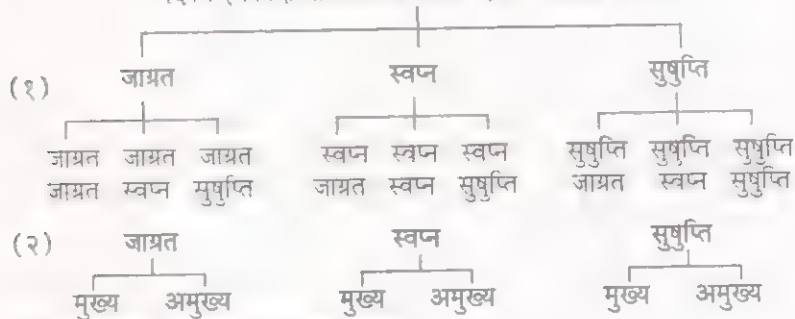 (१) जाग्रत स्वप्न सुषुप्ति
जाग्रत जाग्रत जाग्रत स्वप्न स्वप्न स्वप्न सुषुप्ति सुषुप्ति सुषुप्ति
जाग्रत स्वप्न सुषुप्ति जाग्रत स्वप्न सुषुप्ति जाग्रत स्वप्न सुषुप्ति
(२) जाग्रत स्वप्न सुषुप्ति
मुख्य अमुख्य मुख्य अमुख्य मुख्य अमुख्य